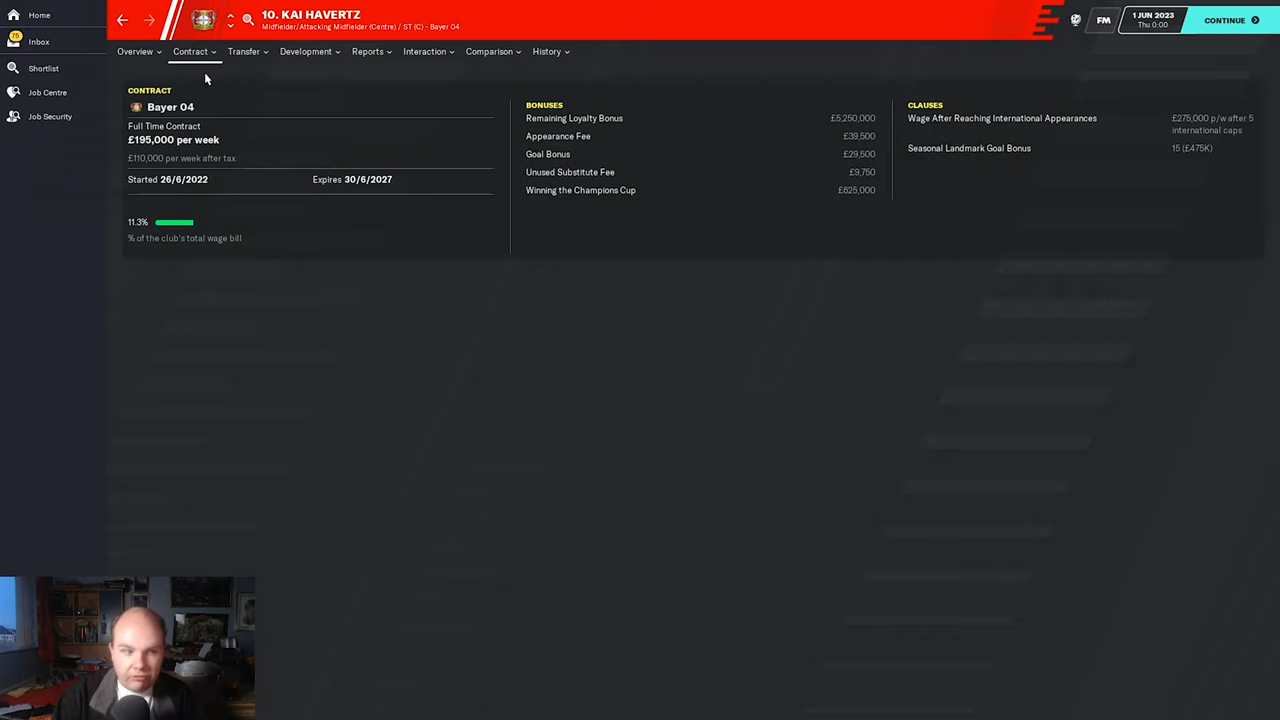 Home
75
Inbox
Shortlist
Job Centre
Job Security
10. KAI HAVERTZ
Midfielder/Attacking Midfielder (Centre) / ST (C) - Bayer 04
FM
1 JUN 2023
Thu 0:00
CONTINUE
Overview
Contract
Transfer
Development
Reports
Interaction
Comparison
History
CONTRACT
Bayer 04
Full Time Contract
£195,000 per week
£110,000 per week after tax
Started 26/6/2022 Expires 30/6/2027
11.3%
% of the club's total wage bill
BONUSES
Remaining Loyalty Bonus £5,250,000
Appearance Fee £39,500
Goal Bonus £29,500
Unused Substitute Fee £9,750
Winning the Champions Cup £625,000
CLAUSES
Wage After Reaching International Appearances £275,000 p/w after 5
international caps
Seasonal Landmark Goal Bonus 15 (£475K)